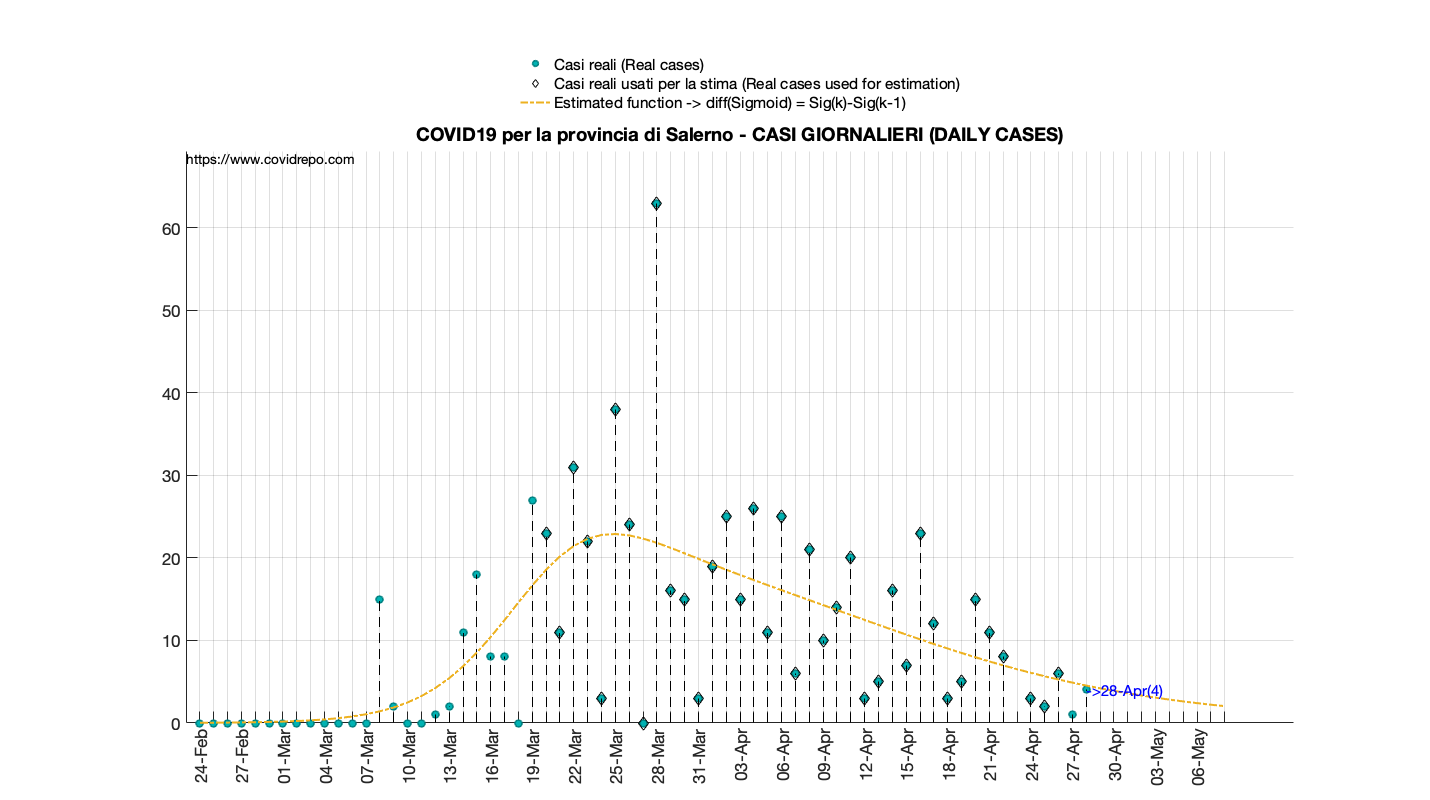 Casi reali (Real cases)
Casi reali usati per la stima (Real cases used for estimation)
Estimated function -> diff(Sigmoid) = Sig(k)-Sig(k-1)
COVID19 per la provincia di Salerno - CASI GIORNALIERI (DAILY CASES)
https://www.covidrepo.com
60
50
40
30
20
10
0
->28-Apr(4)
24-Feb
27-Feb
01-Mar
04-Mar
07-Mar
10-Mar
13-Mar
16-Mar
19-Mar
22-Mar
25-Mar
28-Mar
31-Mar
03-Apr
06-Apr
09-Apr
12-Apr
15-Apr
18-Apr
21-Apr
24-Apr
27-Apr
30-Apr
03-May
06-May